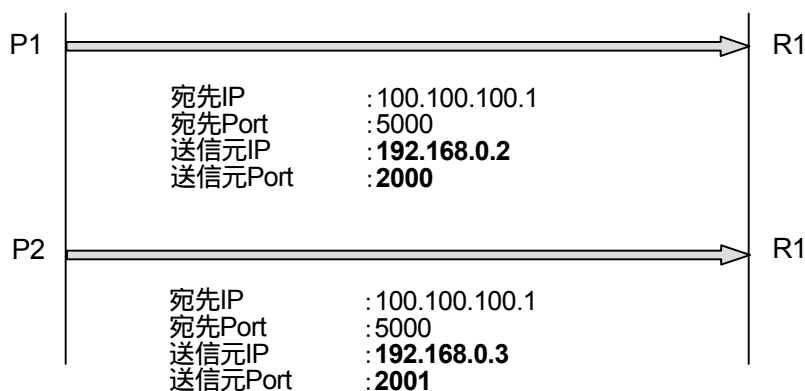 P1 R1
宛先IP :100.100.100.1
宛先Port :5000
送信元IP :192.168.0.2
送信元Port :2000
P2 R1
宛先IP :100.100.100.1
宛先Port :5000
送信元IP :192.168.0.3
送信元Port :2001